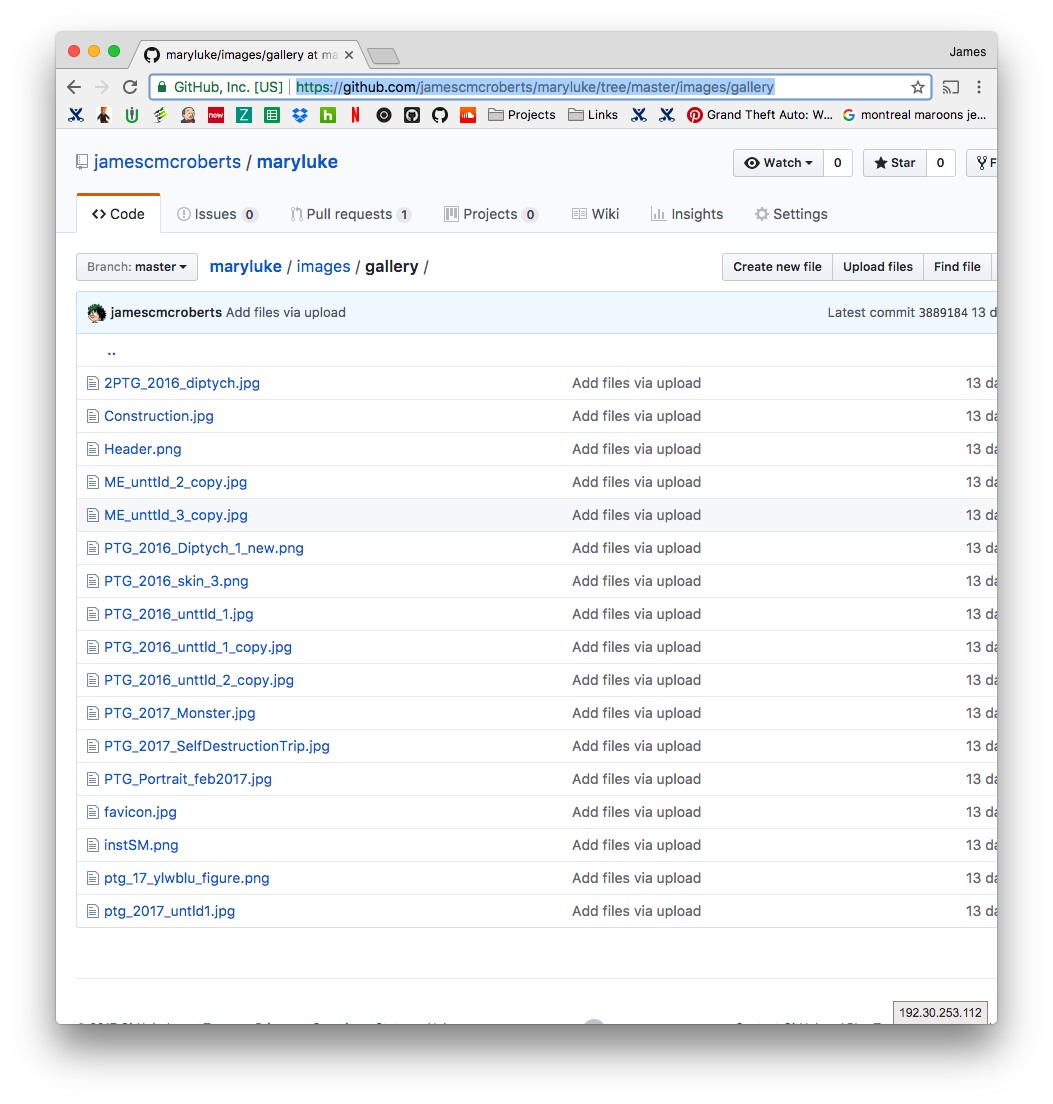 maryluke/images/gallery at ma
James
GitHub, Inc. [US] https://github.com/jamescmcroberts/maryluke/tree/master/images/gallery
now Z h N Projects Links Grand Theft Auto: W... G montreal maroons je...
jamescmcroberts / maryluke
Watch 0 Star 0 F
Code Issues 0 Pull requests 1 Projects 0 Wiki Insights Settings
Branch: master maryluke / images / gallery / Create new file Upload files Find file
jamescmcroberts Add files via upload Latest commit 3889184 13 d
..
2PTG_2016_diptych.jpg Add files via upload 13 da
Construction.jpg Add files via upload 13 da
Header.png Add files via upload 13 da
ME_unttld_2_copy.jpg Add files via upload 13 da
ME_unttld_3_copy.jpg Add files via upload 13 da
PTG_2016_Diptych_1_new.png Add files via upload 13 da
PTG_2016_skin_3.png Add files via upload 13 da
PTG_2016_unttld_1.jpg Add files via upload 13 da
PTG_2016_unttld_1_copy.jpg Add files via upload 13 da
PTG_2016_unttld_2_copy.jpg Add files via upload 13 da
PTG_2017_Monster.jpg Add files via upload 13 da
PTG_2017_SelfDestructionTrip.jpg Add files via upload 13 da
PTG_Portrait_feb2017.jpg Add files via upload 13 da
favicon.jpg Add files via upload 13 da
instSM.png Add files via upload 13 da
ptg_17_ylwblu_figure.png Add files via upload 13 da
ptg_2017_untld1.jpg Add files via upload 13 da
192.30.253.112